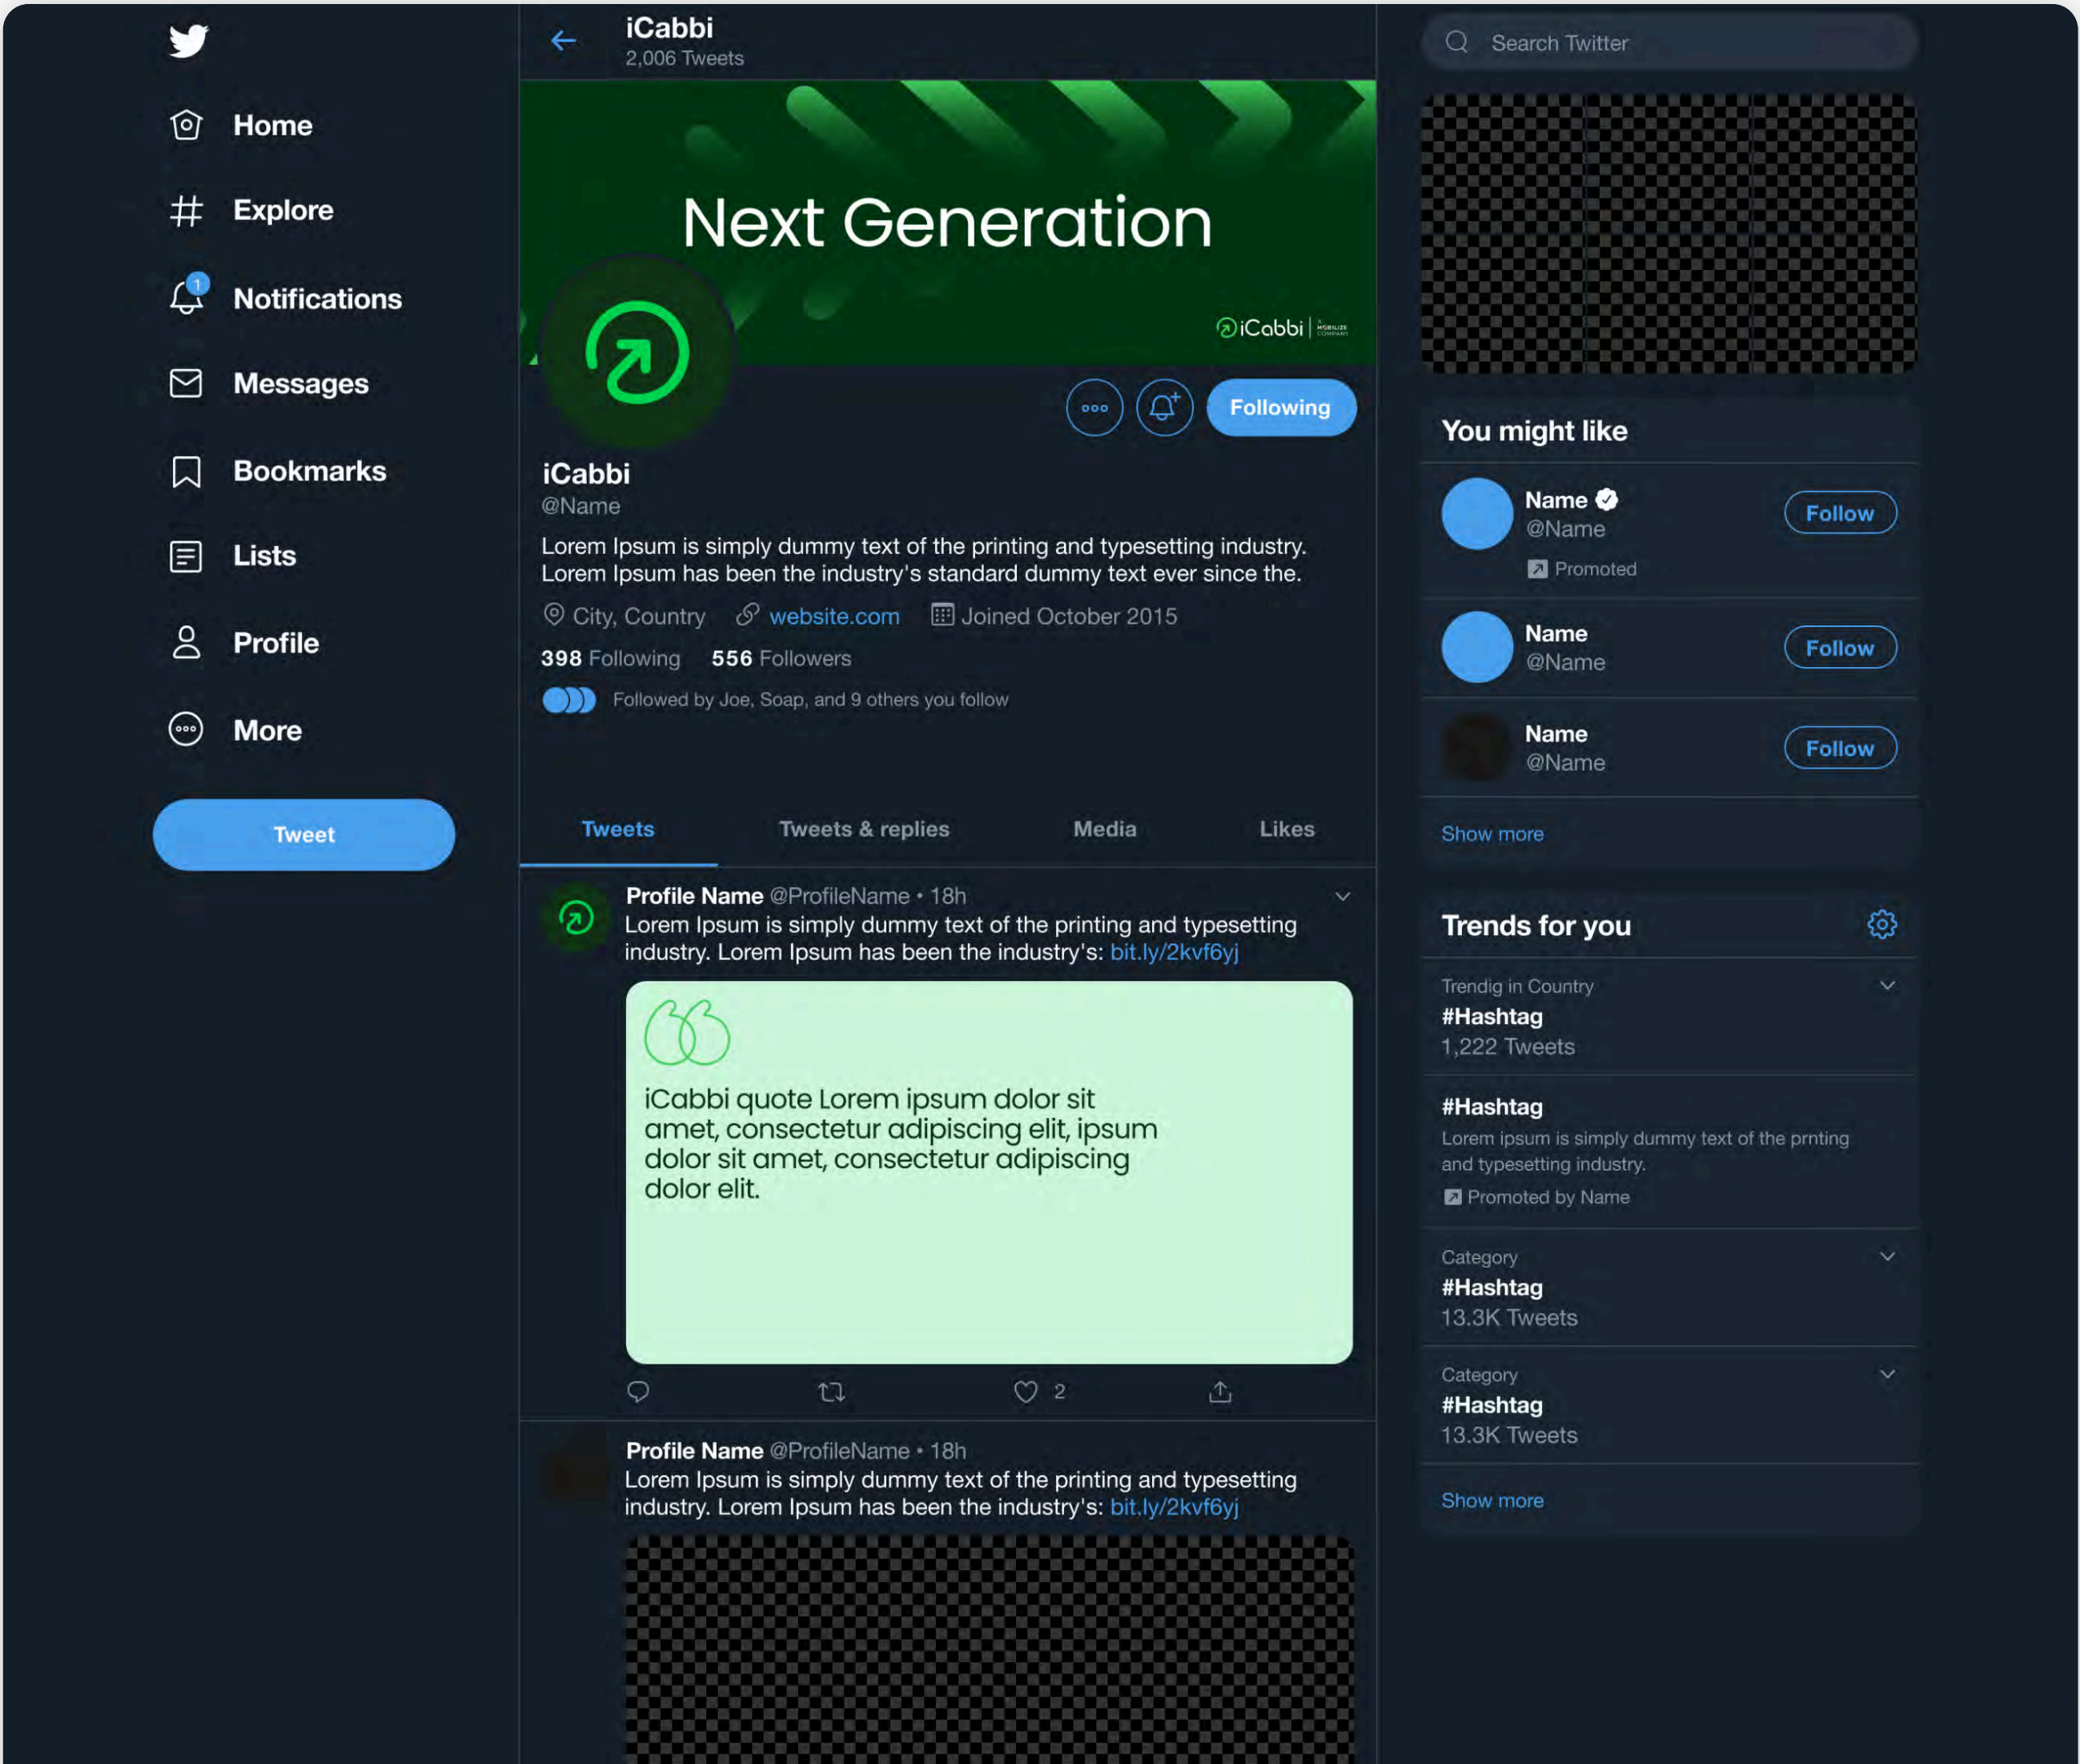 iCabbi
2,006 Tweets
Search Twitter
Home
Explore
1
Notifications
Messages
Bookmarks
Lists
Profile
More
Tweet
Next Generation
iCabbi | A MOBILIZE COMPANY
Following
iCabbi
@Name
Lorem Ipsum is simply dummy text of the printing and typesetting industry.
Lorem Ipsum has been the industry's standard dummy text ever since the.
City, Country website.com Joined October 2015
398 Following 556 Followers
Followed by Joe, Soap, and 9 others you follow
Tweets Tweets & replies Media Likes
Profile Name @ProfileName • 18h
Lorem Ipsum is simply dummy text of the printing and typesetting
industry. Lorem Ipsum has been the industry's: bit.ly/2kvf6yj
iCabbi quote Lorem ipsum dolor sit
amet, consectetur adipiscing elit, ipsum
dolor sit amet, consectetur adipiscing
dolor elit.
2
Profile Name @ProfileName • 18h
Lorem Ipsum is simply dummy text of the printing and typesetting
industry. Lorem Ipsum has been the industry's: bit.ly/2kvf6yj
You might like
Name
@Name
Promoted
Follow
Name
@Name
Follow
Name
@Name
Follow
Show more
Trends for you
Trendig in Country
#Hashtag
1,222 Tweets
#Hashtag
Lorem ipsum is simply dummy text of the prnting
and typesetting industry.
Promoted by Name
Category
#Hashtag
13.3K Tweets
Category
#Hashtag
13.3K Tweets
Show more